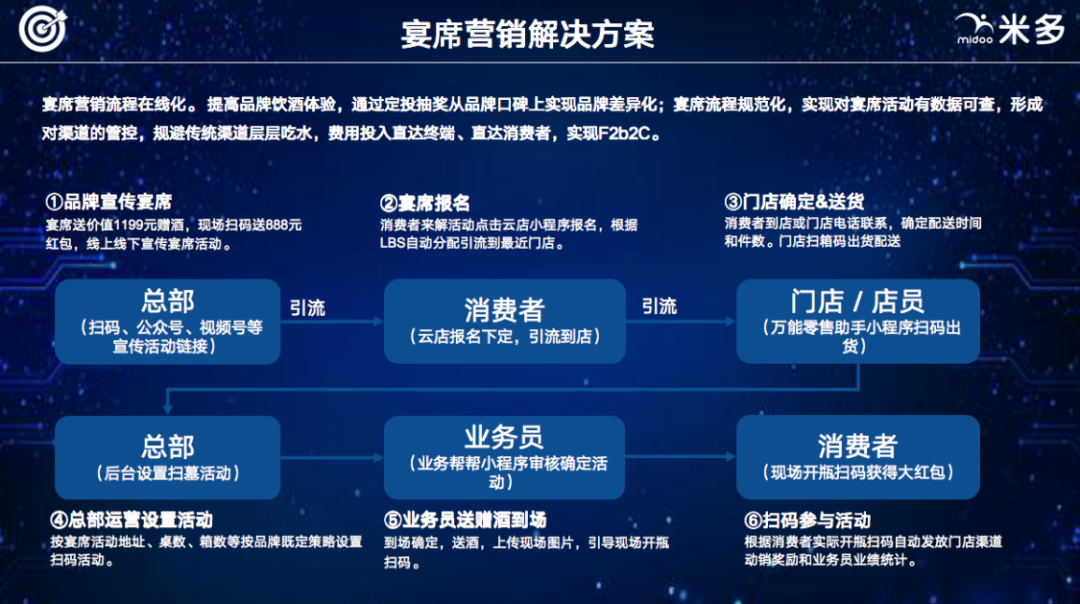 宴席营销解决方案
midoo 米多
宴席营销流程在线化。 提高品牌饮酒体验，通过定投抽奖从品牌口碑上实现品牌差异化；宴席流程规范化，实现对宴席活动有数据可查，形成
对渠道的管控，规避传统渠道层层吃水，费用投入直达终端、直达消费者，实现F2b2C。
①品牌宣传宴席
宴席送价值1199元赠酒，现场扫码送888元
红包，线上线下宣传宴席活动。
②宴席报名
消费者来解活动点击云店小程序报名，根据
LBS自动分配引流到最近门店。
③门店确定&送货
消费者到店或门店电话联系，确定配送时间
和件数。门店扫箱码出货配送
总部
（扫码、公众号、视频号等
宣传活动链接）
引流
消费者
（云店报名下定，引流到店）
引流
门店 / 店员
（万能零售助手小程序扫码出
货）
总部
（后台设置扫墓活动）
业务员
（业务帮帮小程序审核确定活
动）
消费者
（现场开瓶扫码获得大红包）
④总部运营设置活动
按宴席活动地址、桌数、箱数等按品牌既定策略设置
扫码活动。
⑤业务员送赠酒到场
到场确定，送酒，上传现场图片，引导现场开瓶
扫码。
⑥扫码参与活动
根据消费者实际开瓶扫码自动发放门店渠道
动销奖励和业务员业绩统计。